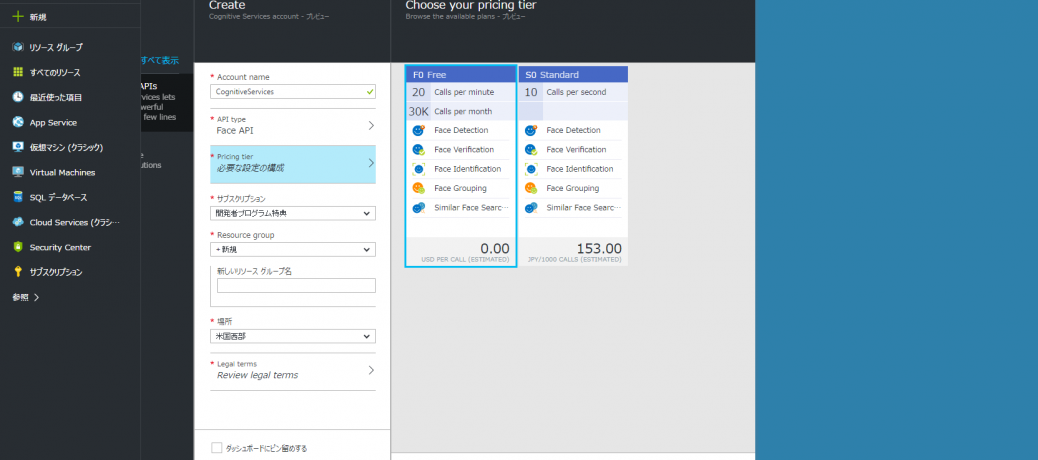 新規
リソース グループ
すべてのリソース
最近使った項目
App Service
仮想マシン (クラシック)
Virtual Machines
SQL データベース
Cloud Services (クラシ…
Security Center
サブスクリプション
参照
すべて表示
APIs
vices lets
werful
few lines
e
utions
Create
Cognitive Services account - プレビュー
* Account name
CognitiveServices
* API type
Face API
* Pricing tier
必要な設定の構成
* サブスクリプション
開発者プログラム特典
* Resource group
+ 新規
新しいリソース グループ名
* 場所
米国西部
* Legal terms
Review legal terms
ダッシュボードにピン留めする
Choose your pricing tier
Browse the available plans - プレビュー
F0 Free
20 Calls per minute
30K Calls per month
Face Detection
Face Verification
Face Identification
Face Grouping
Similar Face Searc…
0.00
USD PER CALL (ESTIMATED)
S0 Standard
10 Calls per second
Face Detection
Face Verification
Face Identification
Face Grouping
Similar Face Searc…
153.00
JPY/1000 CALLS (ESTIMATED)